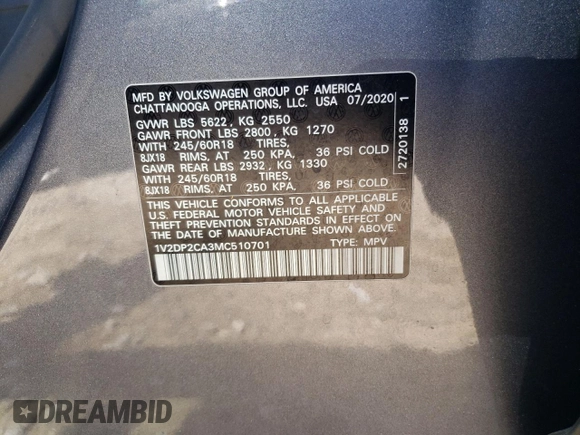 MFD BY VOLKSWAGEN GROUP OF AMERICA
CHATTANOOGA OPERATIONS, LLC. USA 07/2020
GVWR LBS 5622, KG 2550
GAWR FRONT LBS 2800, KG 1270
WITH 245/60R18 TIRES,
8JX18 RIMS, AT 250 KPA, 36 PSI COLD
GAWR REAR LBS 2932, KG 1330
WITH 245/60R18 TIRES,
8JX18 RIMS, AT 250 KPA, 36 PSI COLD
THIS VEHICLE CONFORMS TO ALL APPLICABLE
U.S. FEDERAL MOTOR VEHICLE SAFETY AND
THEFT PREVENTION STANDARDS IN EFFECT ON
THE DATE OF MANUFACTURE SHOWN ABOVE.
1V2DP2CA3MC510701 TYPE: MPV
2720138 1
DREAMBID